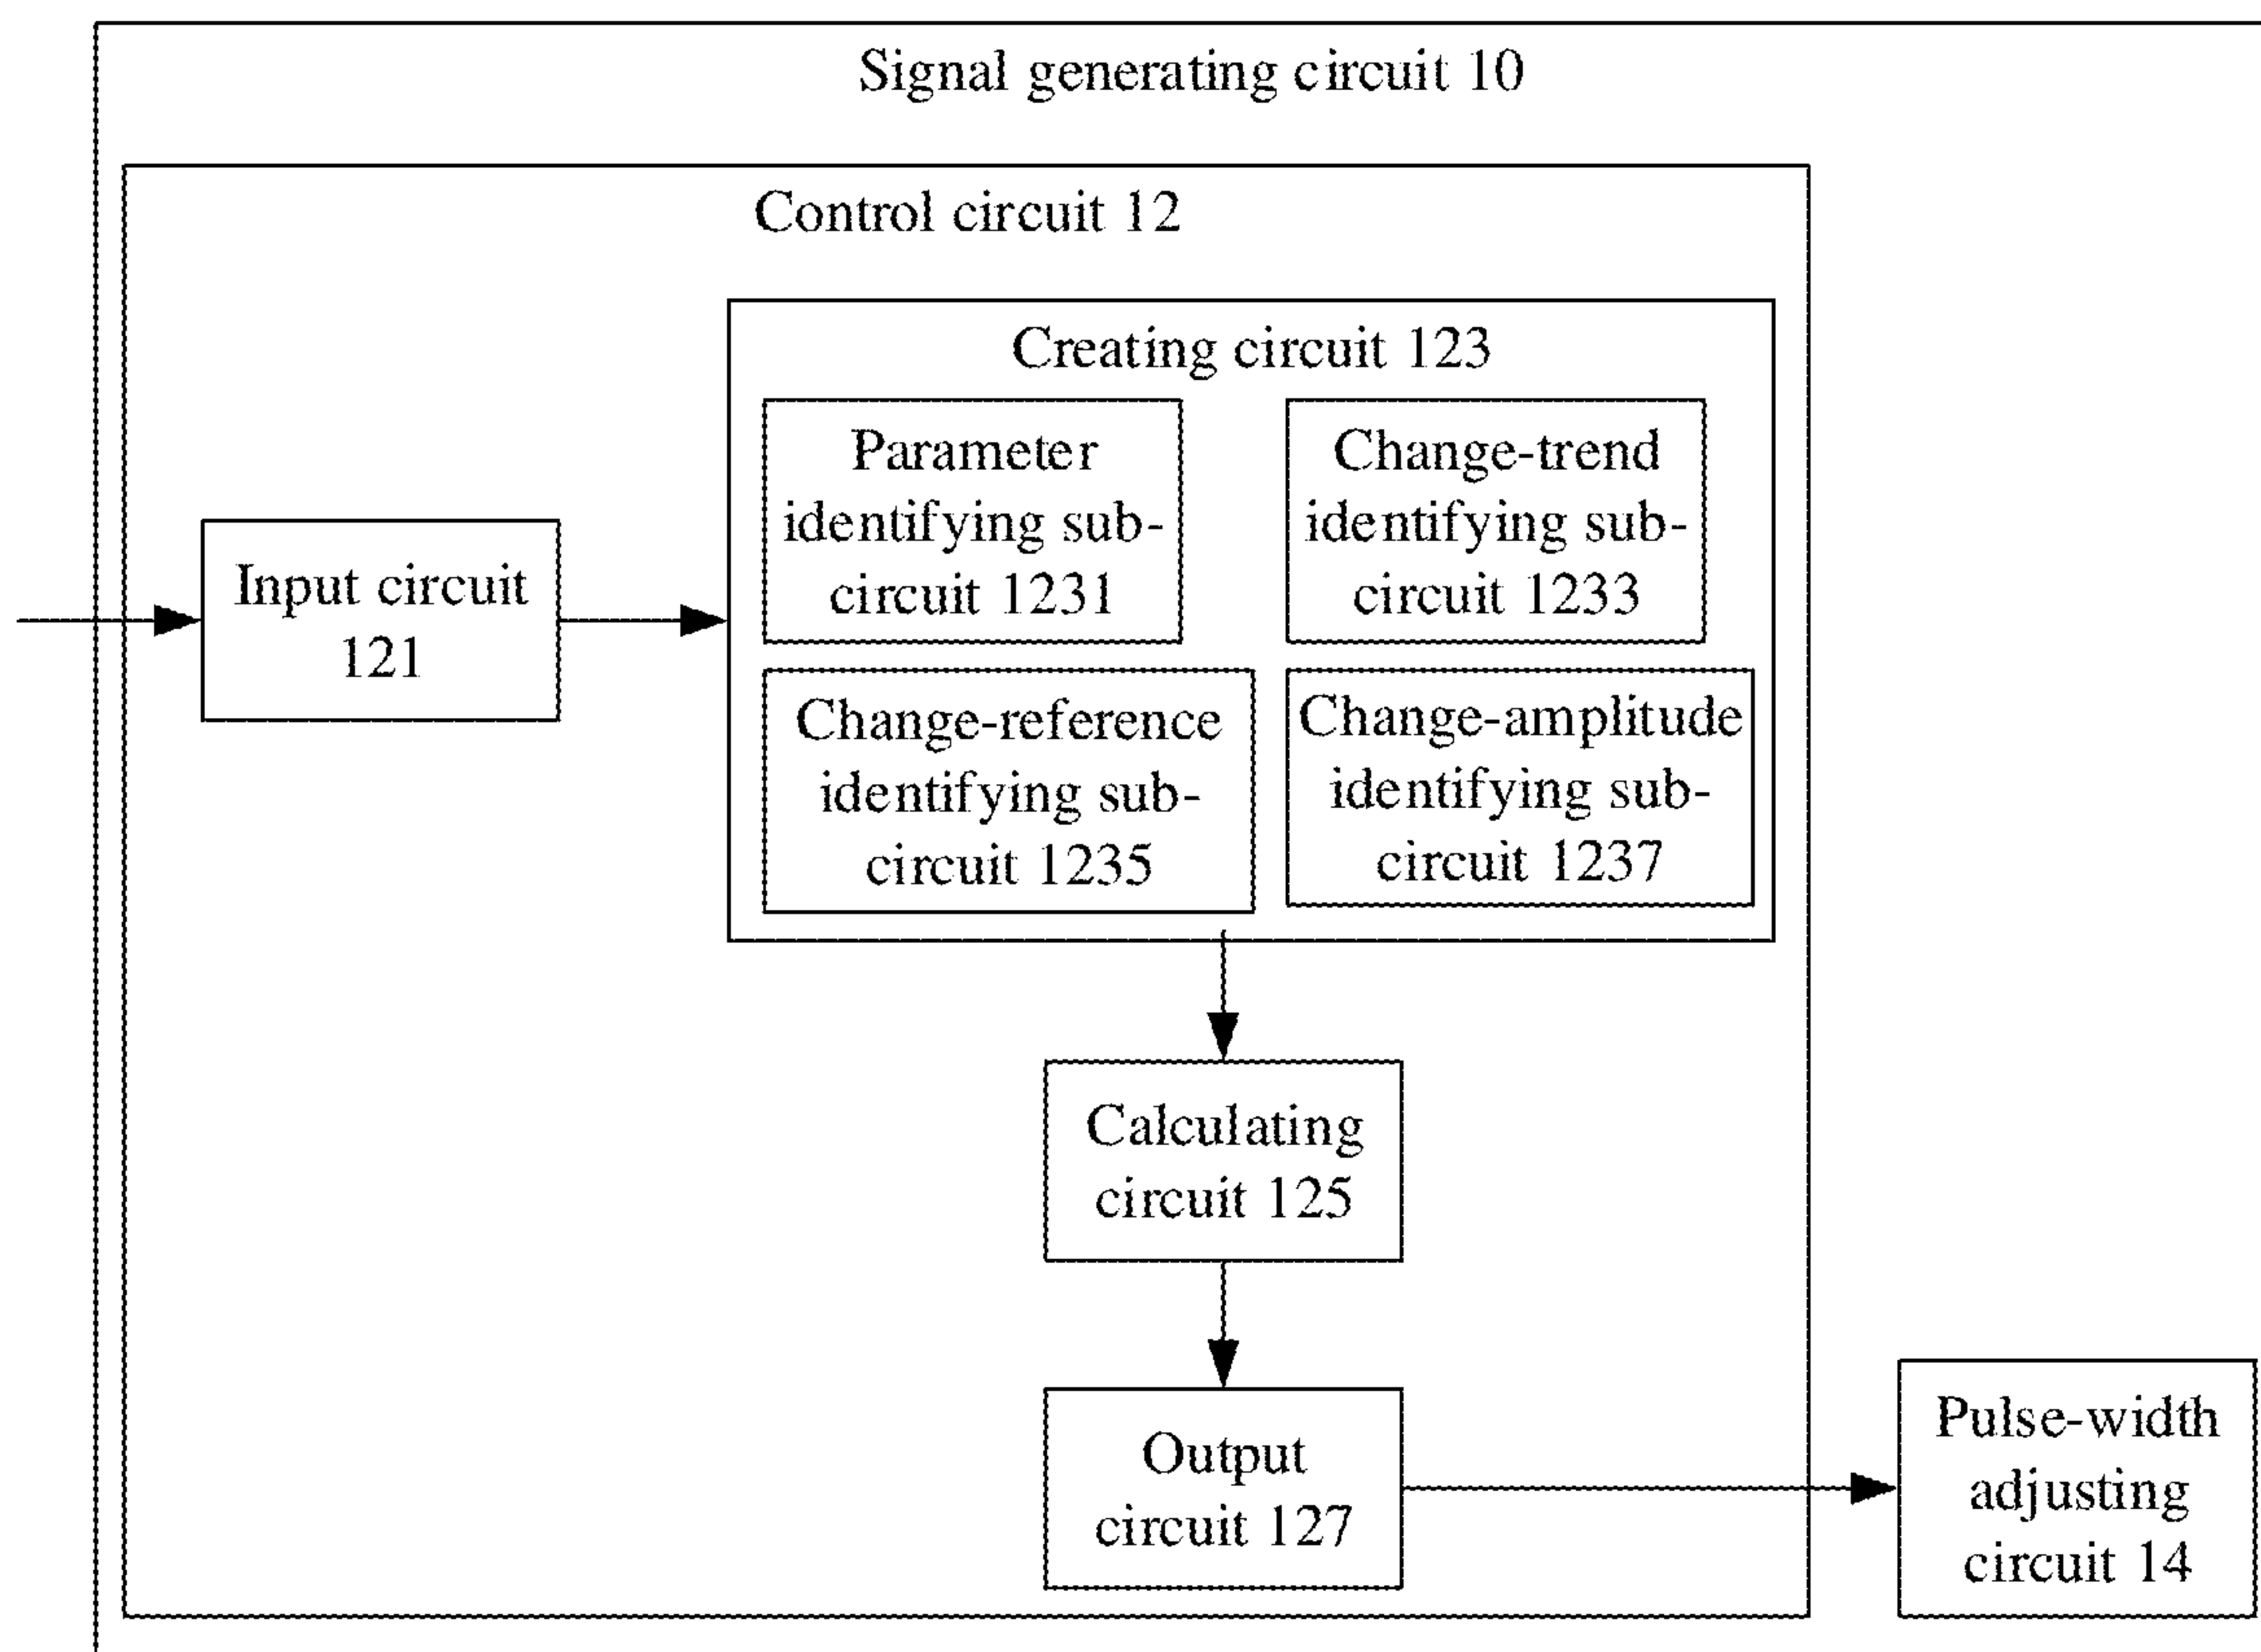 Signal generating circuit 10
Control circuit 12
Creating circuit 123
Parameter
identifying sub-
circuit 1231
Change-trend
identifying sub-
circuit 1233
Input circuit
121
Change-reference
identifying sub-
circuit 1235
Change-amplitude
identifying sub-
circuit 1237
Calculating
circuit 125
Output
circuit 127
Pulse-width
adjusting
circuit 14